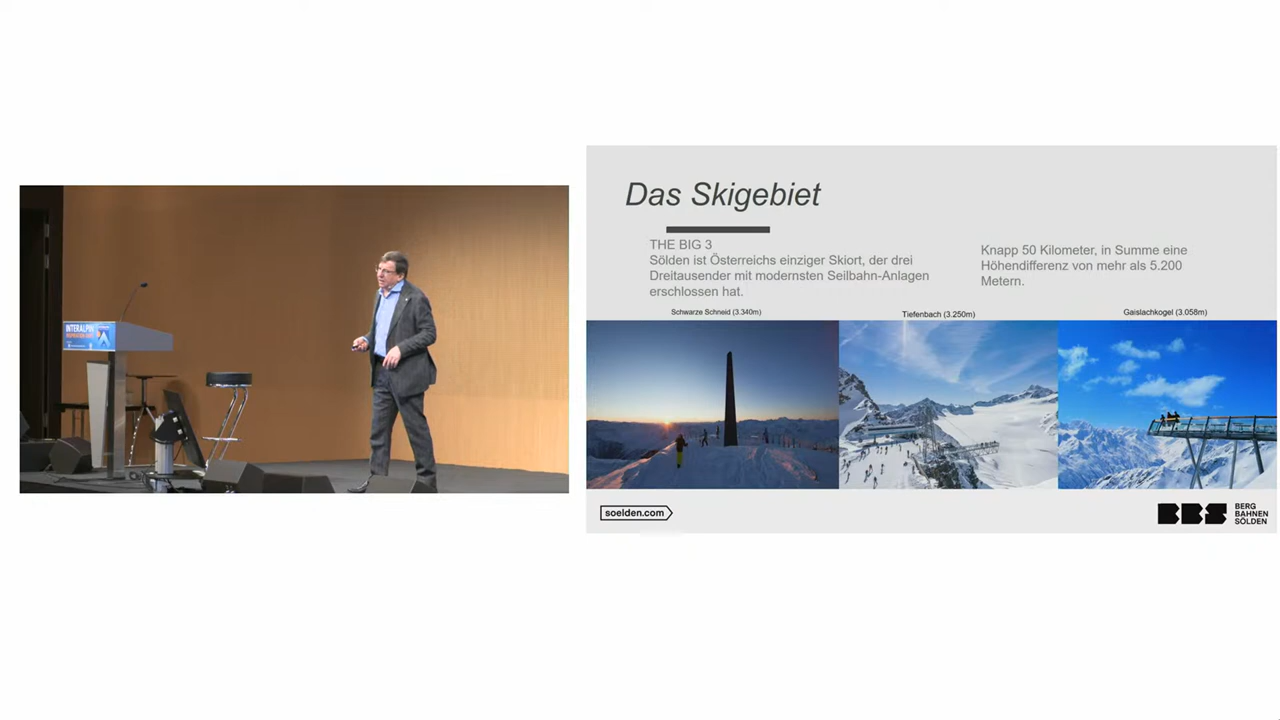 INTERALPIN
Das Skigebiet
THE BIG 3
Sölden ist Österreichs einziger Skiort, der drei
Dreitausender mit modernsten Seilbahn-Anlagen
erschlossen hat.
Knapp 50 Kilometer, in Summe eine
Höhendifferenz von mehr als 5.200
Metern.
Schwarze Schneid (3.340m)
Tiefenbach (3.250m)
Gaislachkogel (3.058m)
soelden.com
BBS
BERG
BAHNEN
SÖLDEN